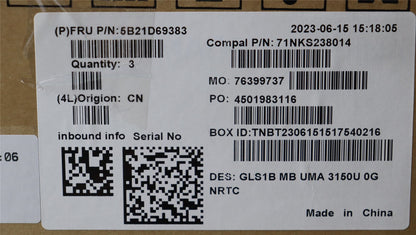 (P)FRU P/N:5B21D69383
2023-06-15 15:18:05
Compal P/N: 71NKS238014
Quantity: 3
MO: 76399737
(4L)Origion: CN
PO: 4501983116
inbound info Serial No
BOX ID:TNBT2306151517540216
:06
DES: GLS1B MB UMA 3150U 0G
NRTC
Made in China